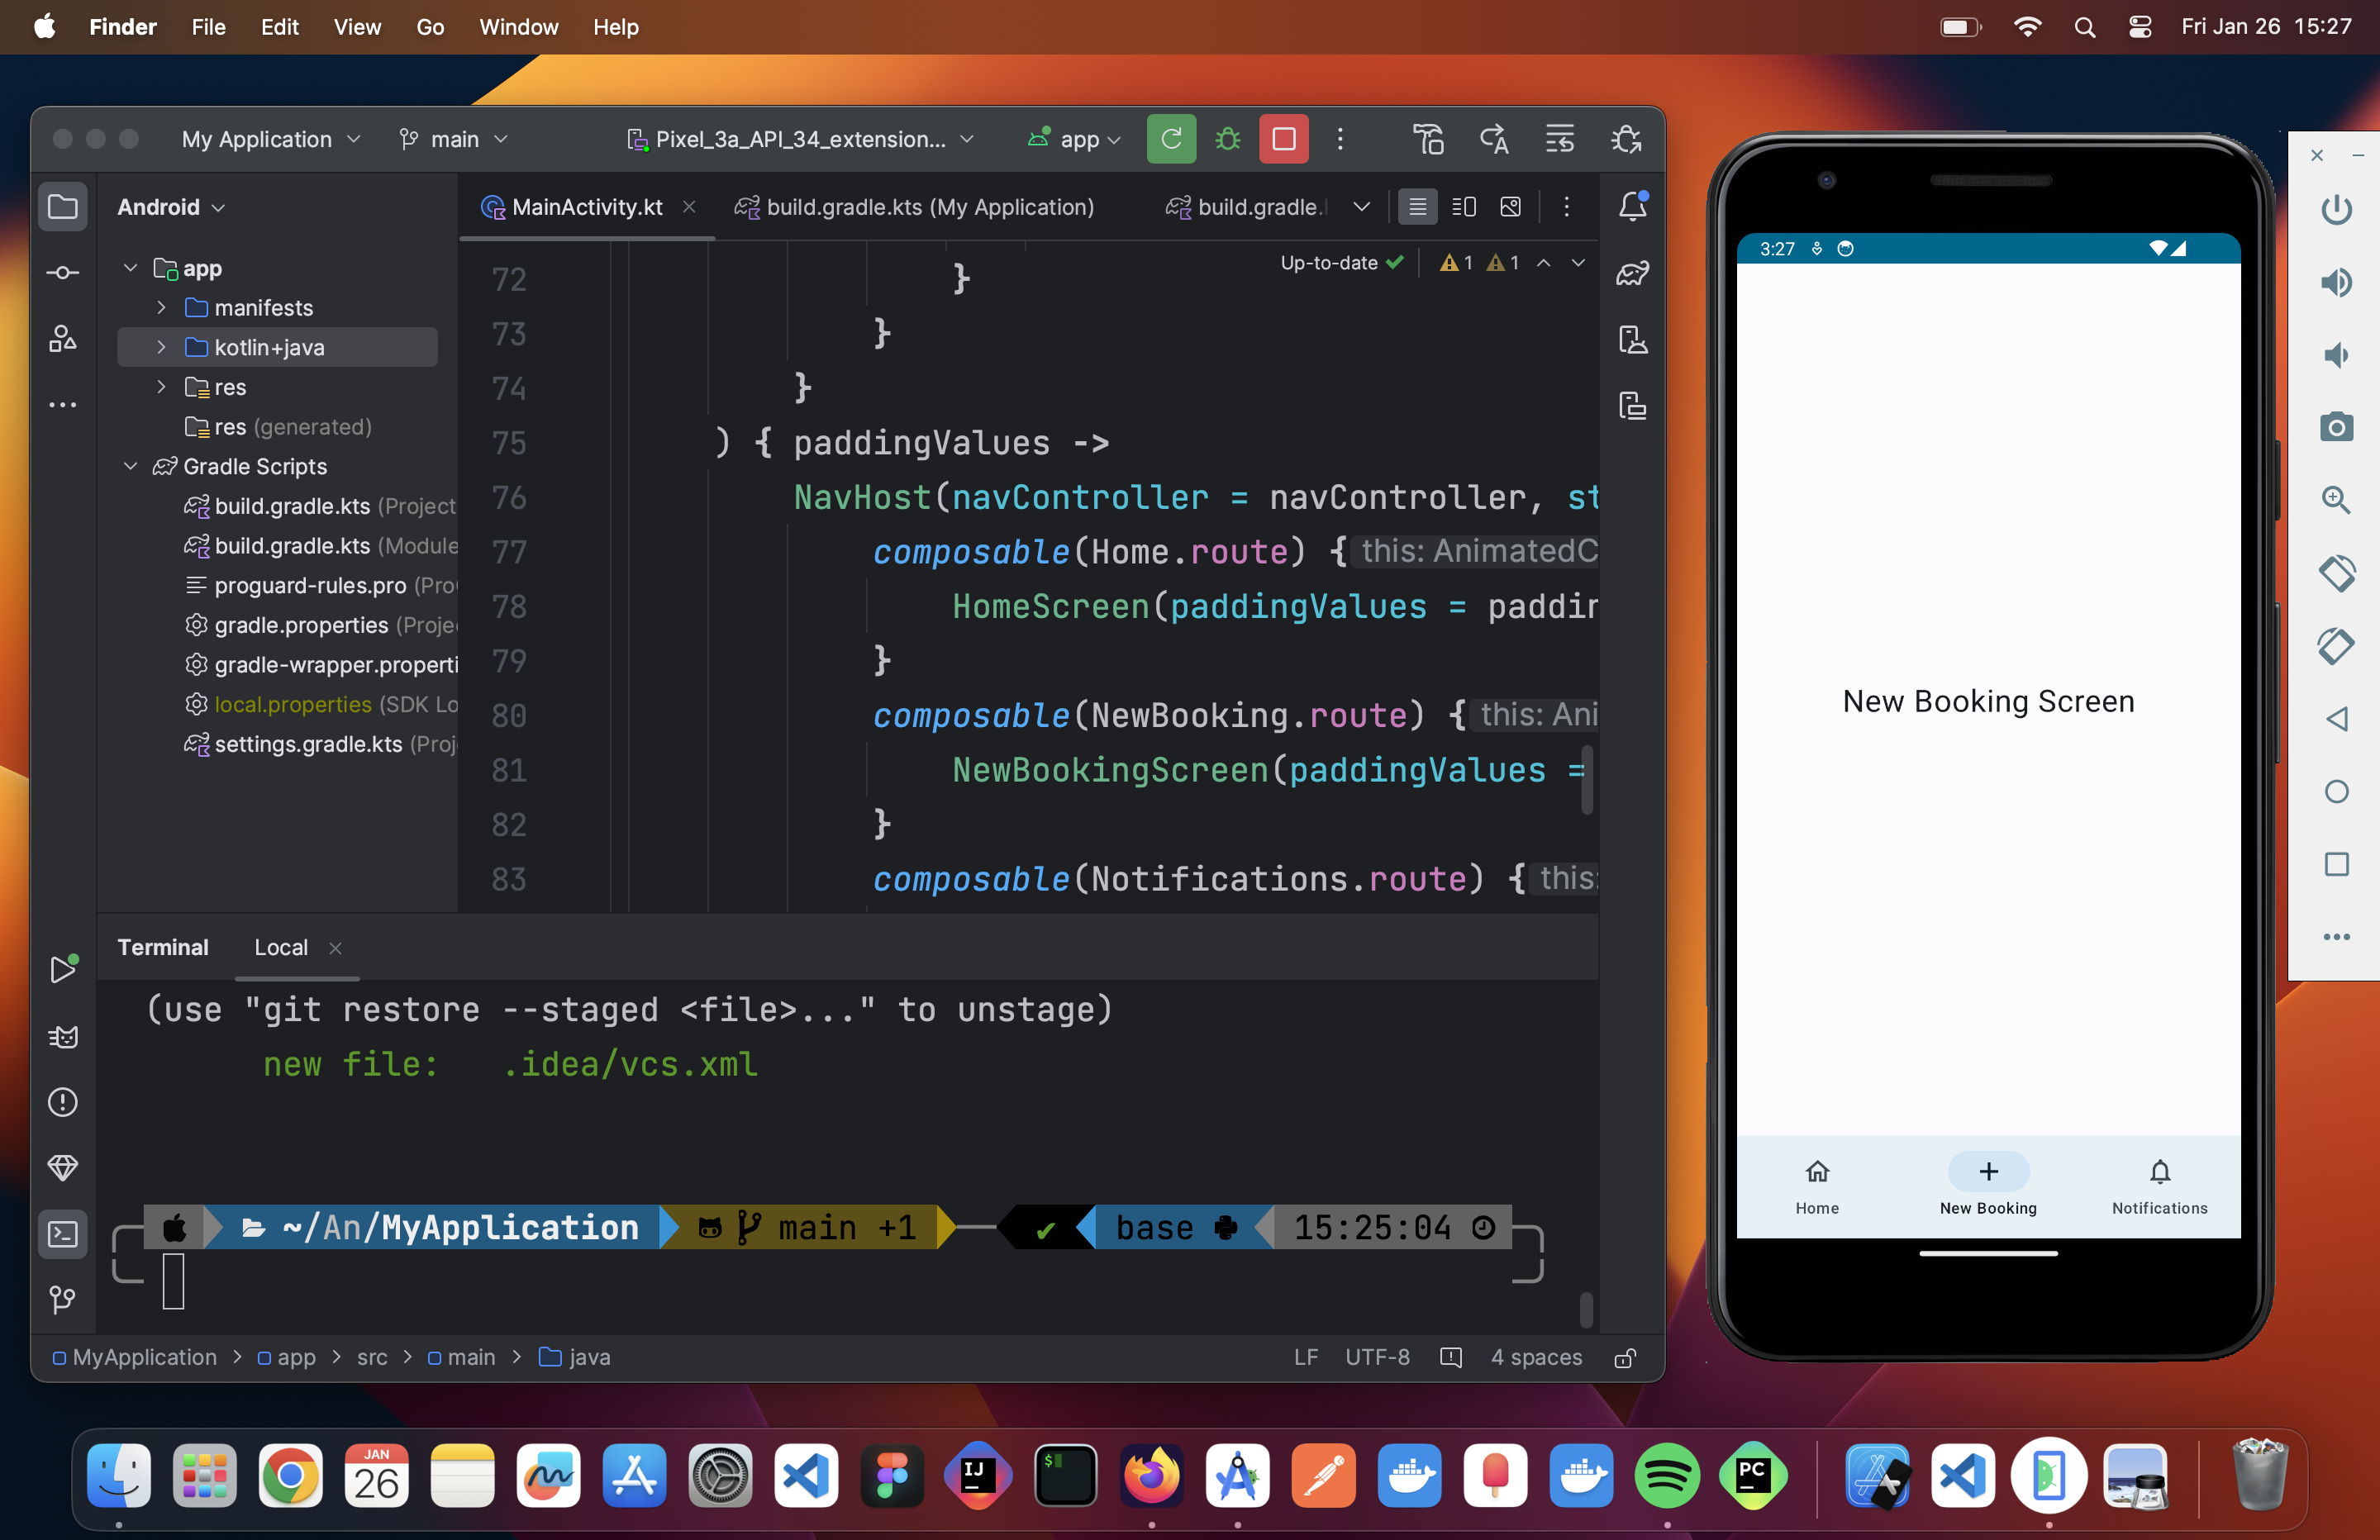 Finder File Edit View Go Window Help
Fri Jan 26 15:27
My Application main Pixel_3a_API_34_extension... app
Android
app
manifests
kotlin+java
res
res (generated)
Gradle Scripts
build.gradle.kts (Project
build.gradle.kts (Module
proguard-rules.pro (Pro
gradle.properties (Proje
gradle-wrapper.properti
local.properties (SDK Lo
settings.gradle.kts (Proj
MainActivity.kt build.gradle.kts (My Application) build.gradle.
Up-to-date 1 1
72 }
73 }
74 }
75 ) { paddingValues ->
76 NavHost(navController = navController, st
77 composable(Home.route) { this: AnimatedC
78 HomeScreen(paddingValues = paddin
79 }
80 composable(NewBooking.route) { this: Ani
81 NewBookingScreen(paddingValues =
82 }
83 composable(Notifications.route) { this:
Terminal Local
(use "git restore --staged <file>..." to unstage)
new file: .idea/vcs.xml
~/An/MyApplication main +1 ✔ base 15:25:04
MyApplication > app > src > main > java
LF UTF-8 4 spaces
3:27
New Booking Screen
Home New Booking Notifications
JAN
26
IJ
$
PC